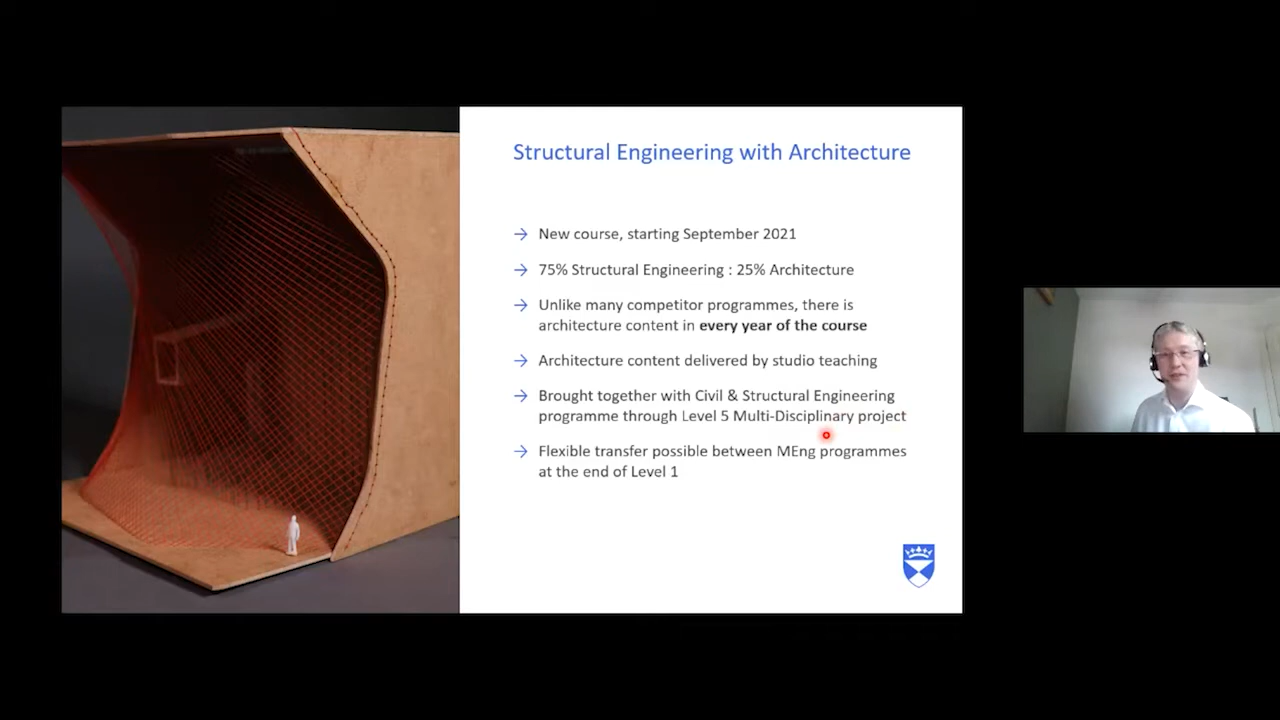 Structural Engineering with Architecture
→ New course, starting September 2021
→ 75% Structural Engineering : 25% Architecture
→ Unlike many competitor programmes, there is
architecture content in every year of the course
→ Architecture content delivered by studio teaching
→ Brought together with Civil & Structural Engineering
programme through Level 5 Multi-Disciplinary project
→ Flexible transfer possible between MEng programmes
at the end of Level 1